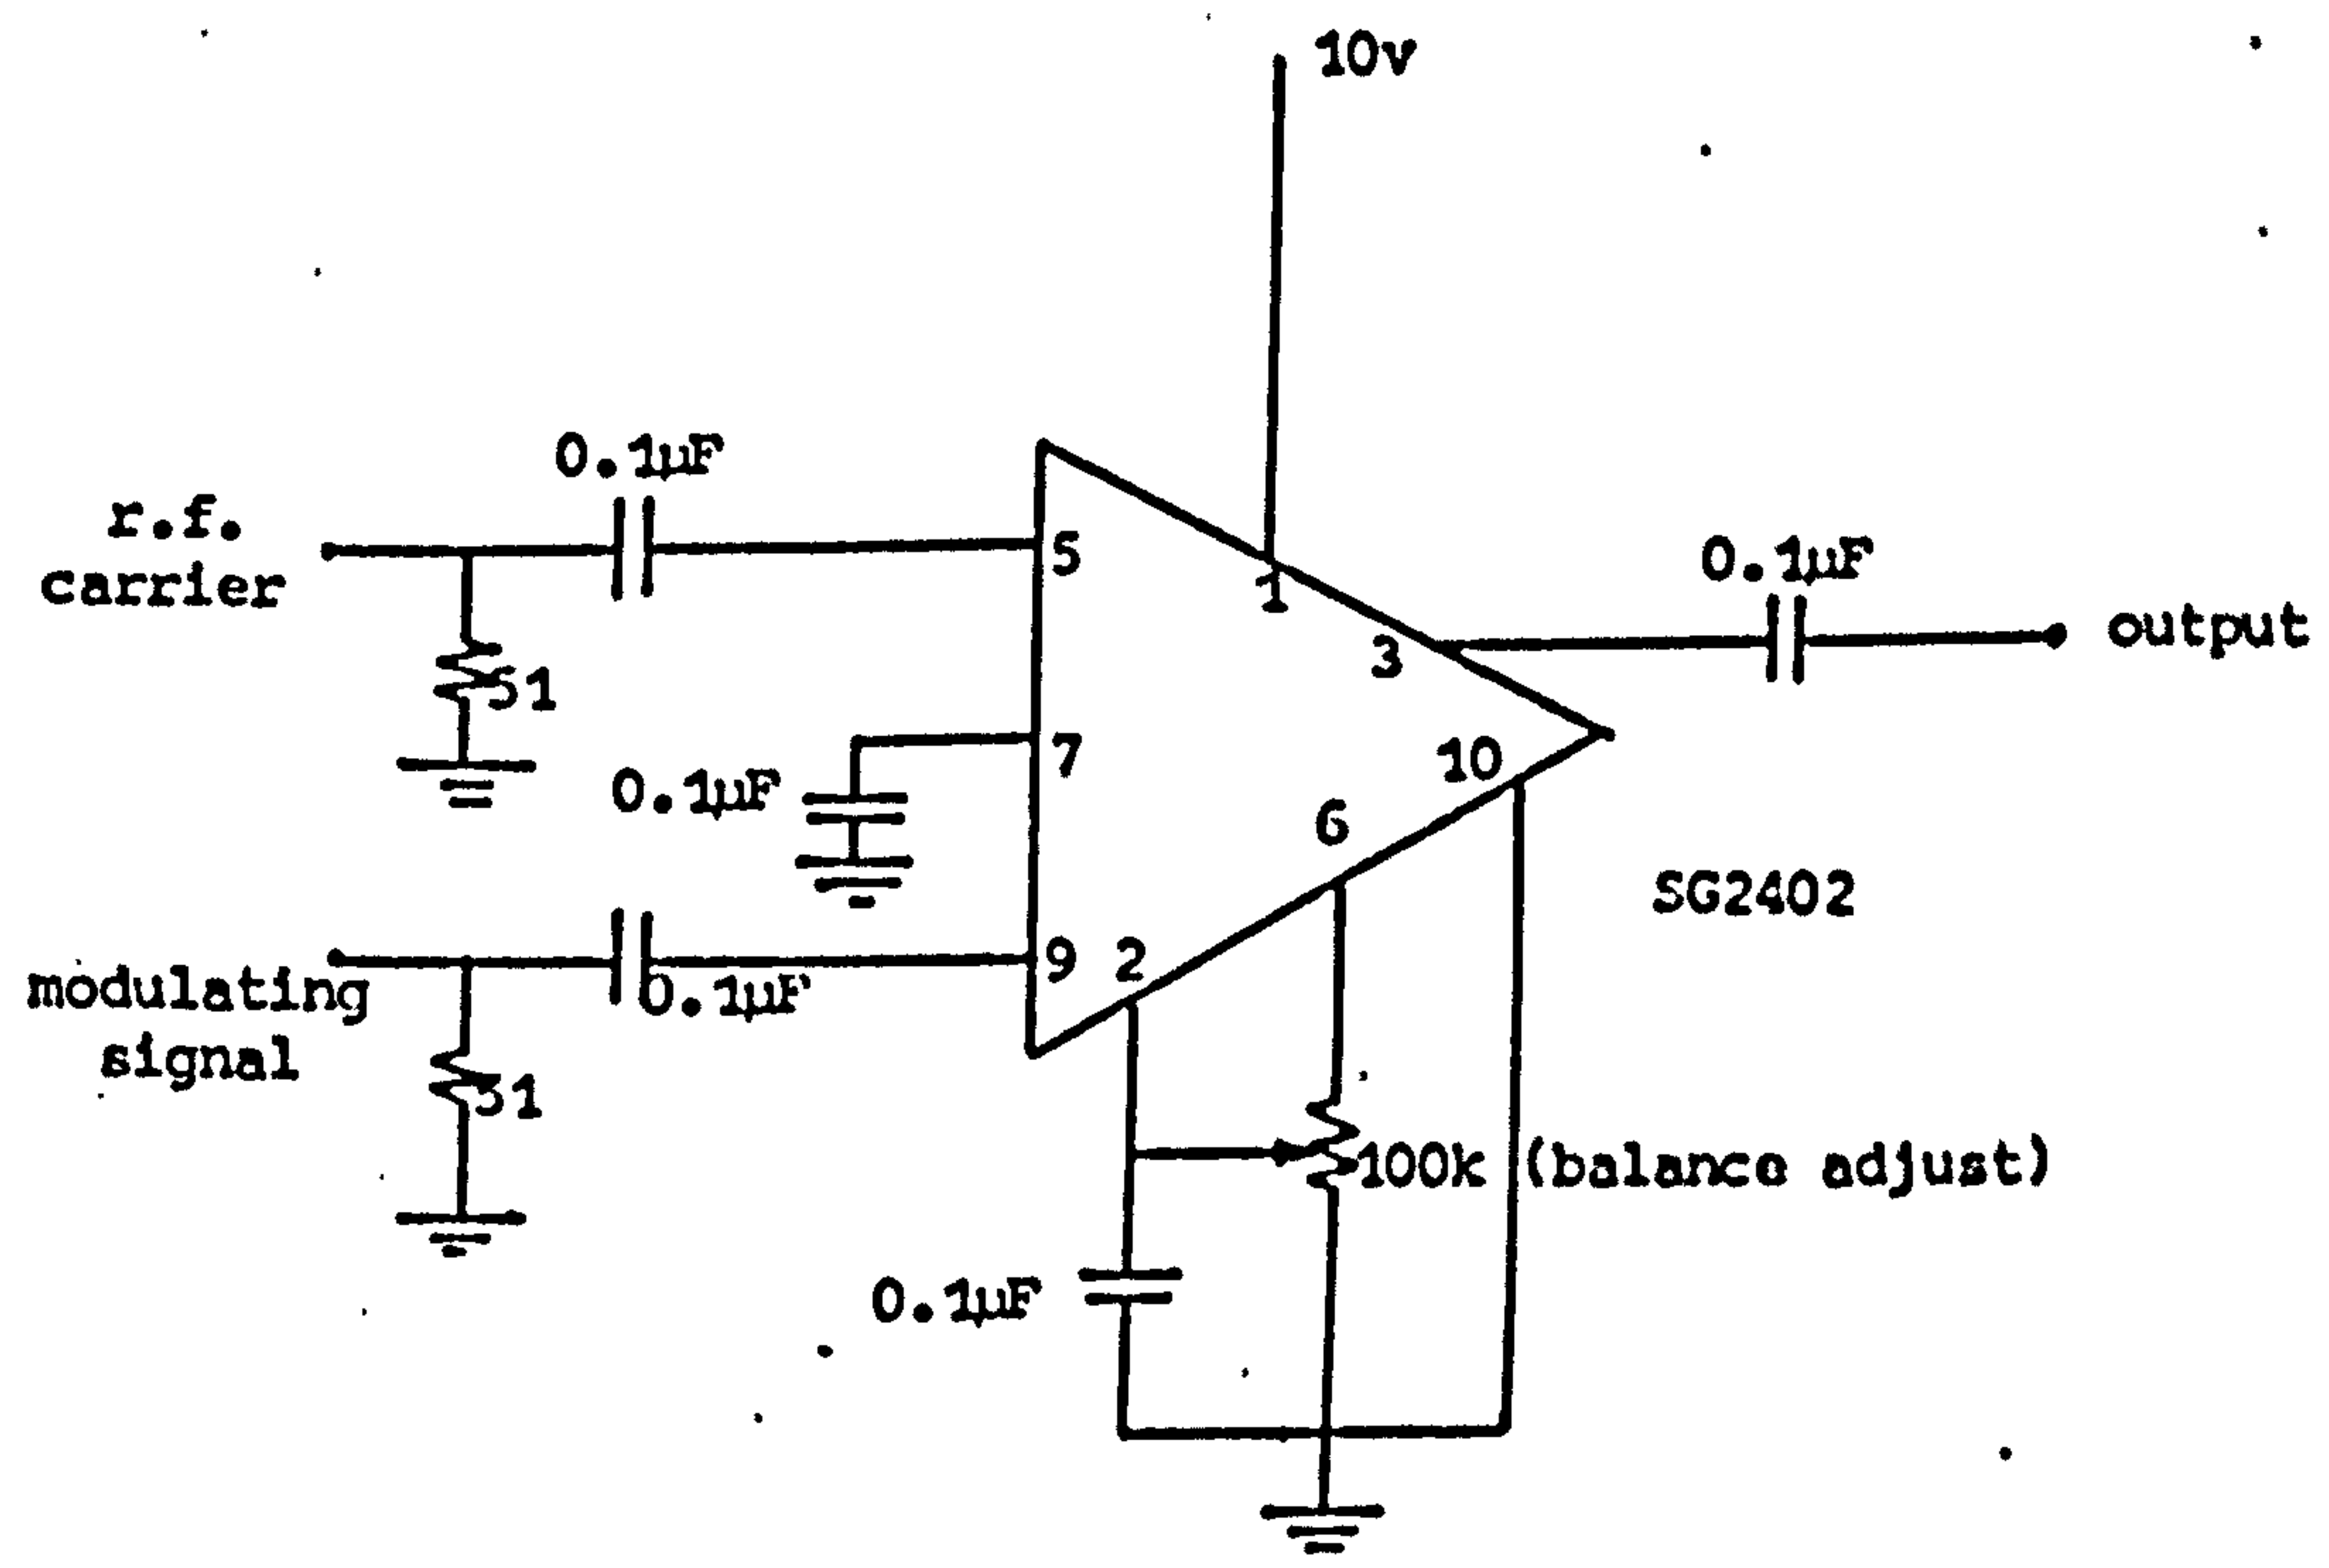 10v
0.1µF
r.f.
carrier
5
1
0.1µF
output
3
51
7
10
0.1µF
6
SG2402
9
2
modulating
signal
0.1µF
51
100k (balance adjust)
0.1µF